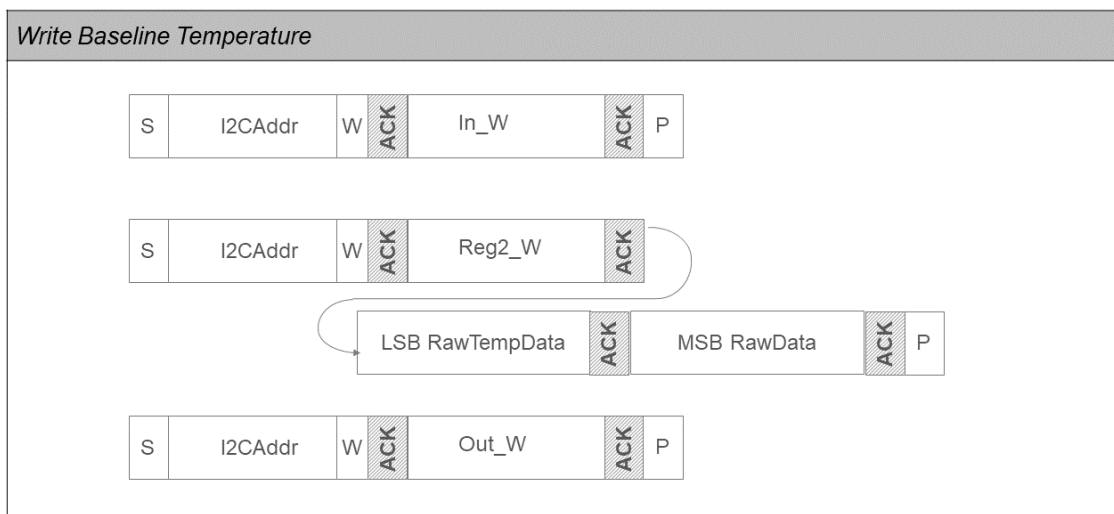 Write Baseline Temperature
S I2CAddr W ACK In_W ACK P
S I2CAddr W ACK Reg2_W ACK
LSB RawTempData ACK MSB RawData ACK P
S I2CAddr W ACK Out_W ACK P